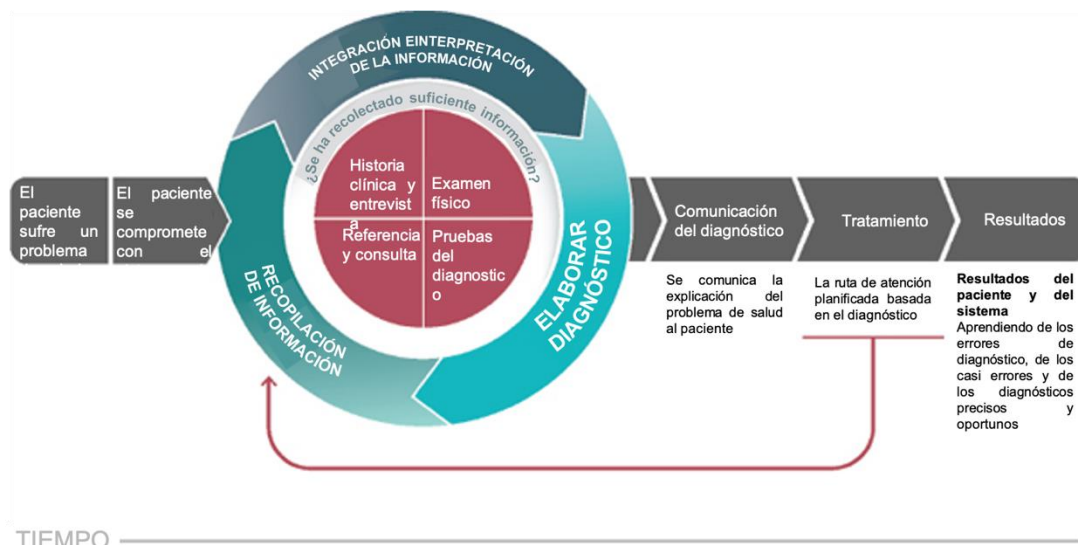 INTEGRACIÓN EINTERPRETACIÓN
DE LA INFORMACIÓN
¿Se ha recolectado suficiente información?
Historia
clínica y
entrevist
a
Examen
físico
Referencia
y consulta
Pruebas
del
diagnostic
o
RECOPILACIÓN
DE INFORMACIÓN
ELABORAR
DIAGNÓSTICO
El
paciente
sufre un
problema
El paciente
se
compromete
con el
Comunicación
del diagnóstico
Tratamiento
Resultados
Se comunica la
explicación del
problema de salud
al paciente
La ruta de atención
planificada basada
en el diagnóstico
Resultados del
paciente y del
sistema
Aprendiendo de los
errores de
diagnóstico, de los
casi errores y de
los diagnósticos
precisos y
oportunos
TIEMPO